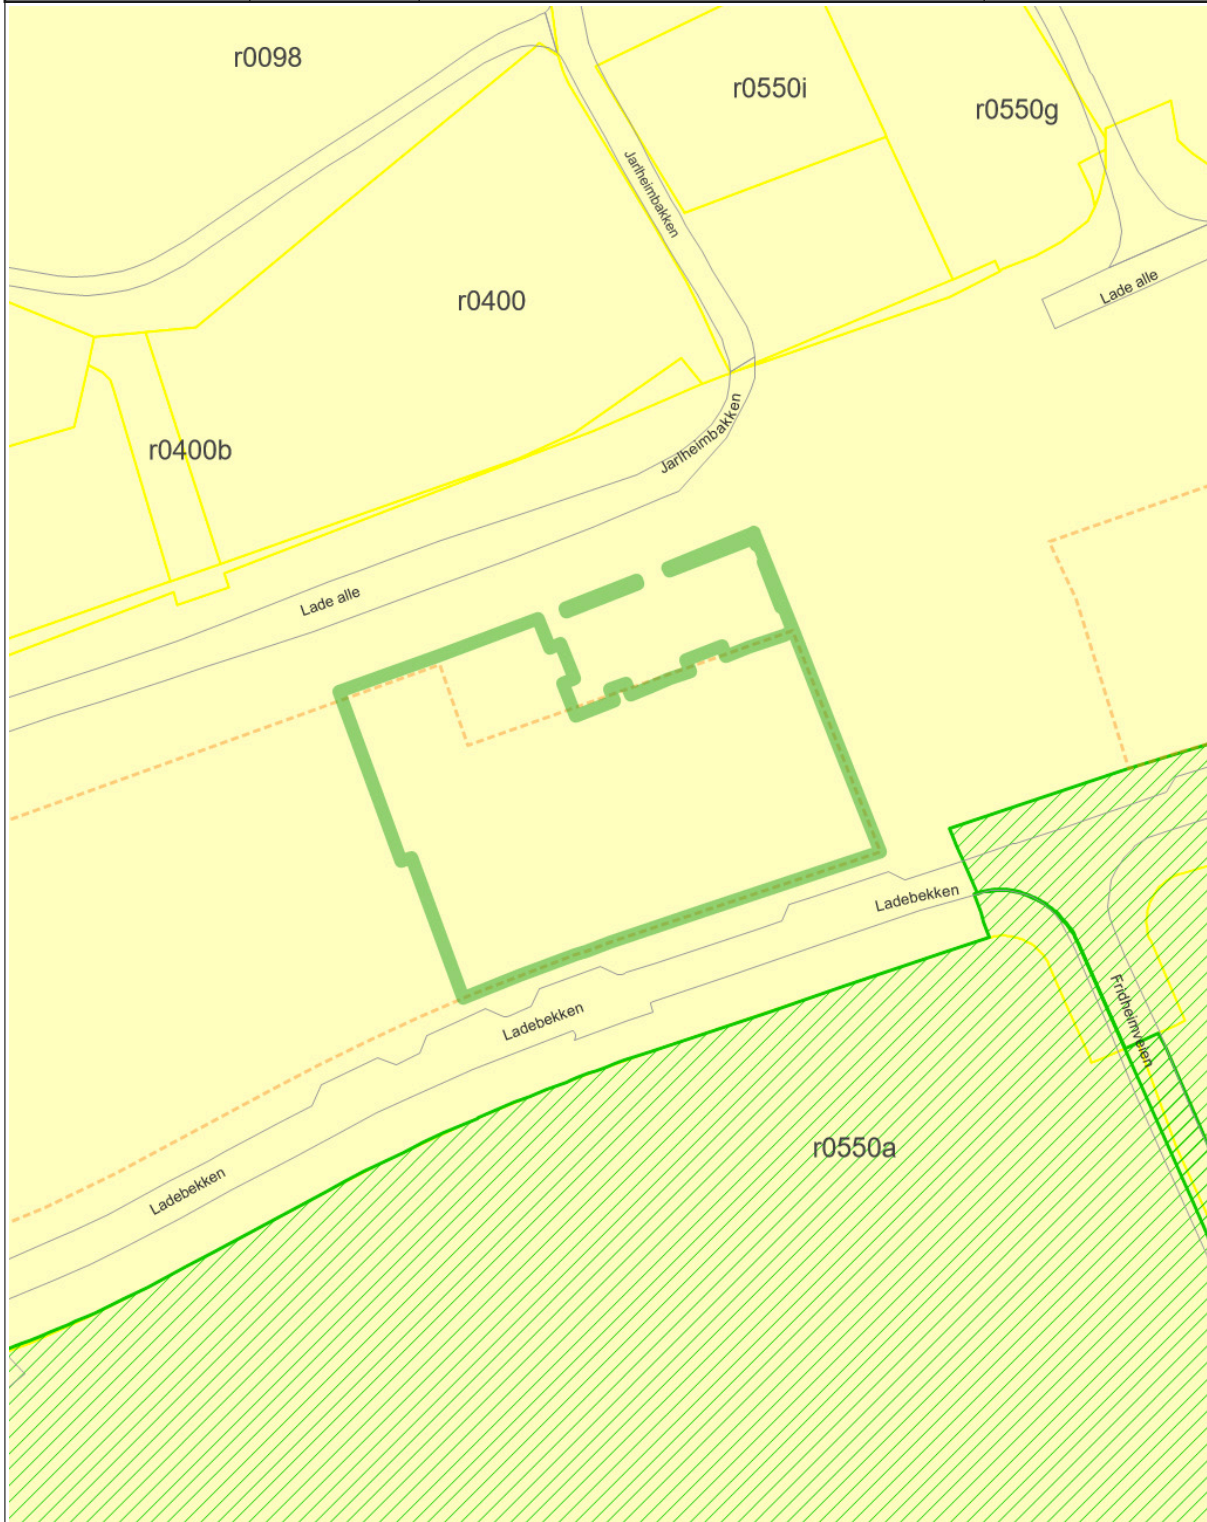 r0098
r0550i
r0550g
Jarlheimbakken
Lade alle
r0400
Jarlheimbakken
r0400b
Lade alle
Ladebekken
Ladebekken
Fridheimveien
r0550a
Ladebekken